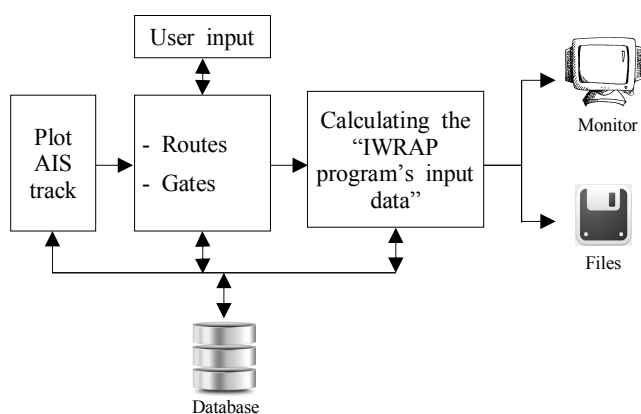 User input
Plot
AIS
track
- Routes
- Gates
Calculating the
“IWRAP
program’s input
data”
Monitor
Files
Database